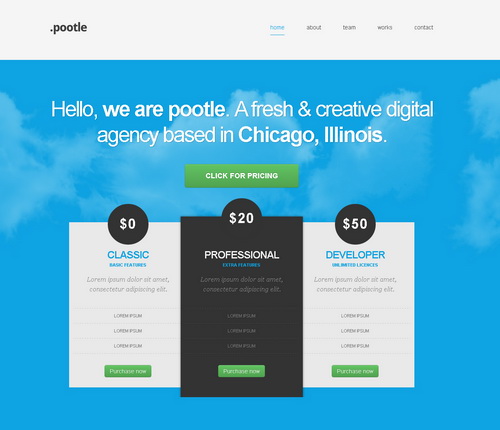 .pootle
home about team works contact
Hello, we are pootle. A fresh & creative digital
agency based in Chicago, Illinois.
CLICK FOR PRICING
$0
CLASSIC
BASIC FEATURES
Lorem ipsum dolor sit amet,
consectetur adipiscing elit.
LOREM IPSUM
LOREM IPSUM
LOREM IPSUM
Purchase now
$20
PROFESSIONAL
EXTRA FEATURES
Lorem ipsum dolor sit amet,
consectetur adipiscing elit.
LOREM IPSUM
LOREM IPSUM
LOREM IPSUM
Purchase now
$50
DEVELOPER
UNLIMITED LICENCES
Lorem ipsum dolor sit amet,
consectetur adipiscing elit.
LOREM IPSUM
LOREM IPSUM
LOREM IPSUM
Purchase now